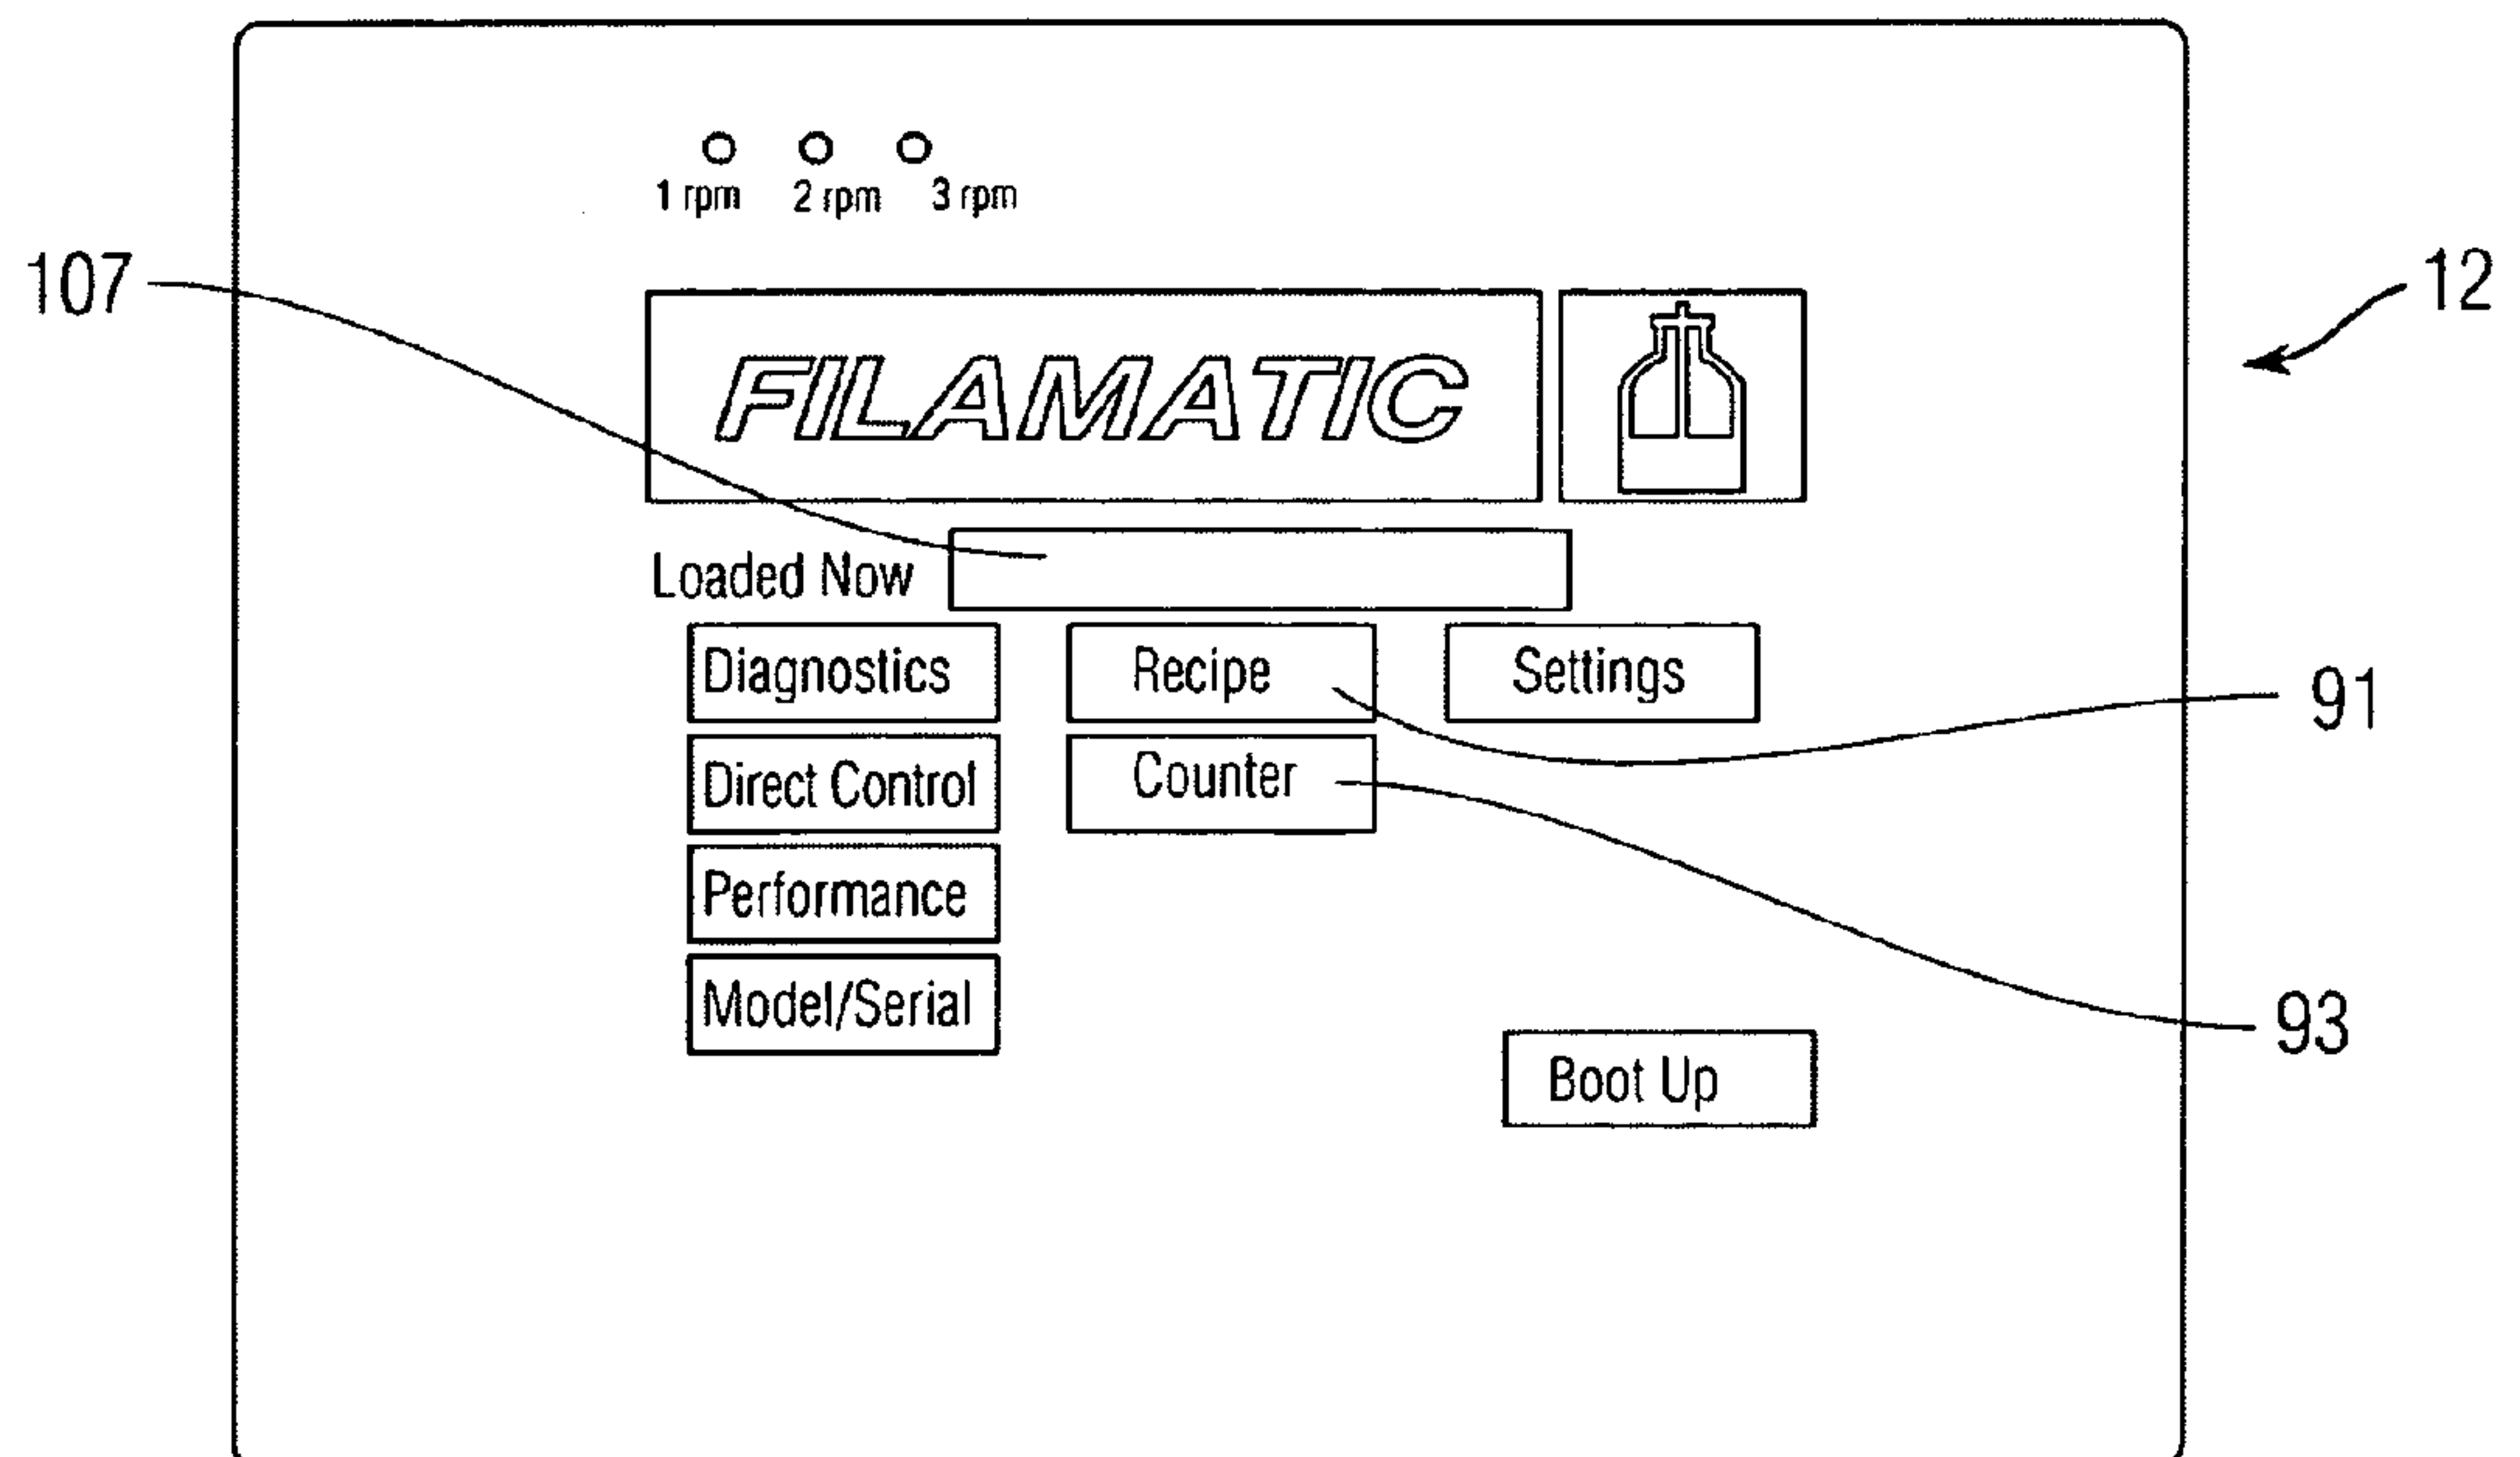 1 rpm 2 rpm 3 rpm
107
12
FILAMATIC
Loaded Now
Diagnostics Recipe Settings
91
Direct Control Counter
Performance
Model/Serial
93
Boot Up